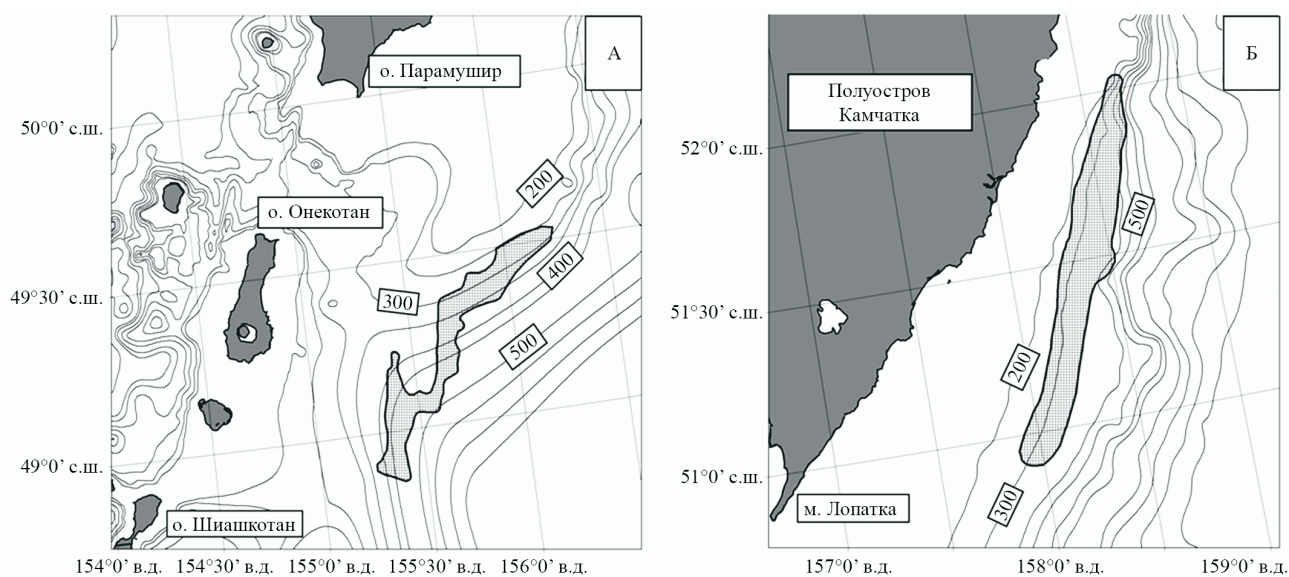 А
о. Парамушир
50°0’ с.ш.
200
о. Онекотан
400
49°30’ с.ш.
300
500
49°0’ с.ш.
о. Шиашкотан
154°0’ в.д. 154°30’ в.д. 155°0’ в.д. 155°30’ в.д. 156°0’ в.д.
Б
Полуостров
Камчатка
52°0’ с.ш.
500
51°30’ с.ш.
200
51°0’ с.ш.
300
м. Лопатка
157°0’ в.д. 158°0’ в.д. 159°0’ в.д.